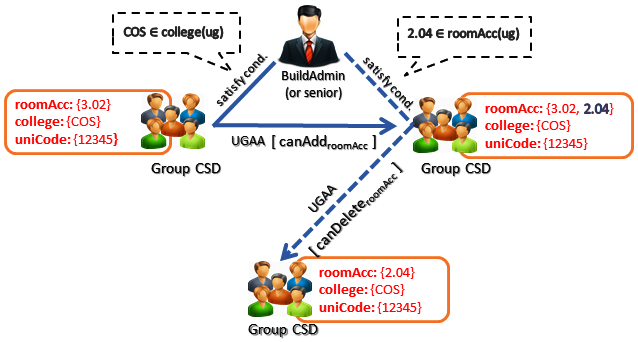 COS ∈ college(ug)
2.04 ∈ roomAcc(ug)
BuildAdmin
(or senior)
satisfy cond.
satisfy cond.
roomAcc: {3.02}
college: {COS}
uniCode: {12345}
Group CSD
UGAA [ canAddroomAcc ]
roomAcc: {3.02, 2.04}
college: {COS}
uniCode: {12345}
Group CSD
UGAA
[ canDeleteroomAcc ]
roomAcc: {2.04}
college: {COS}
uniCode: {12345}
Group CSD